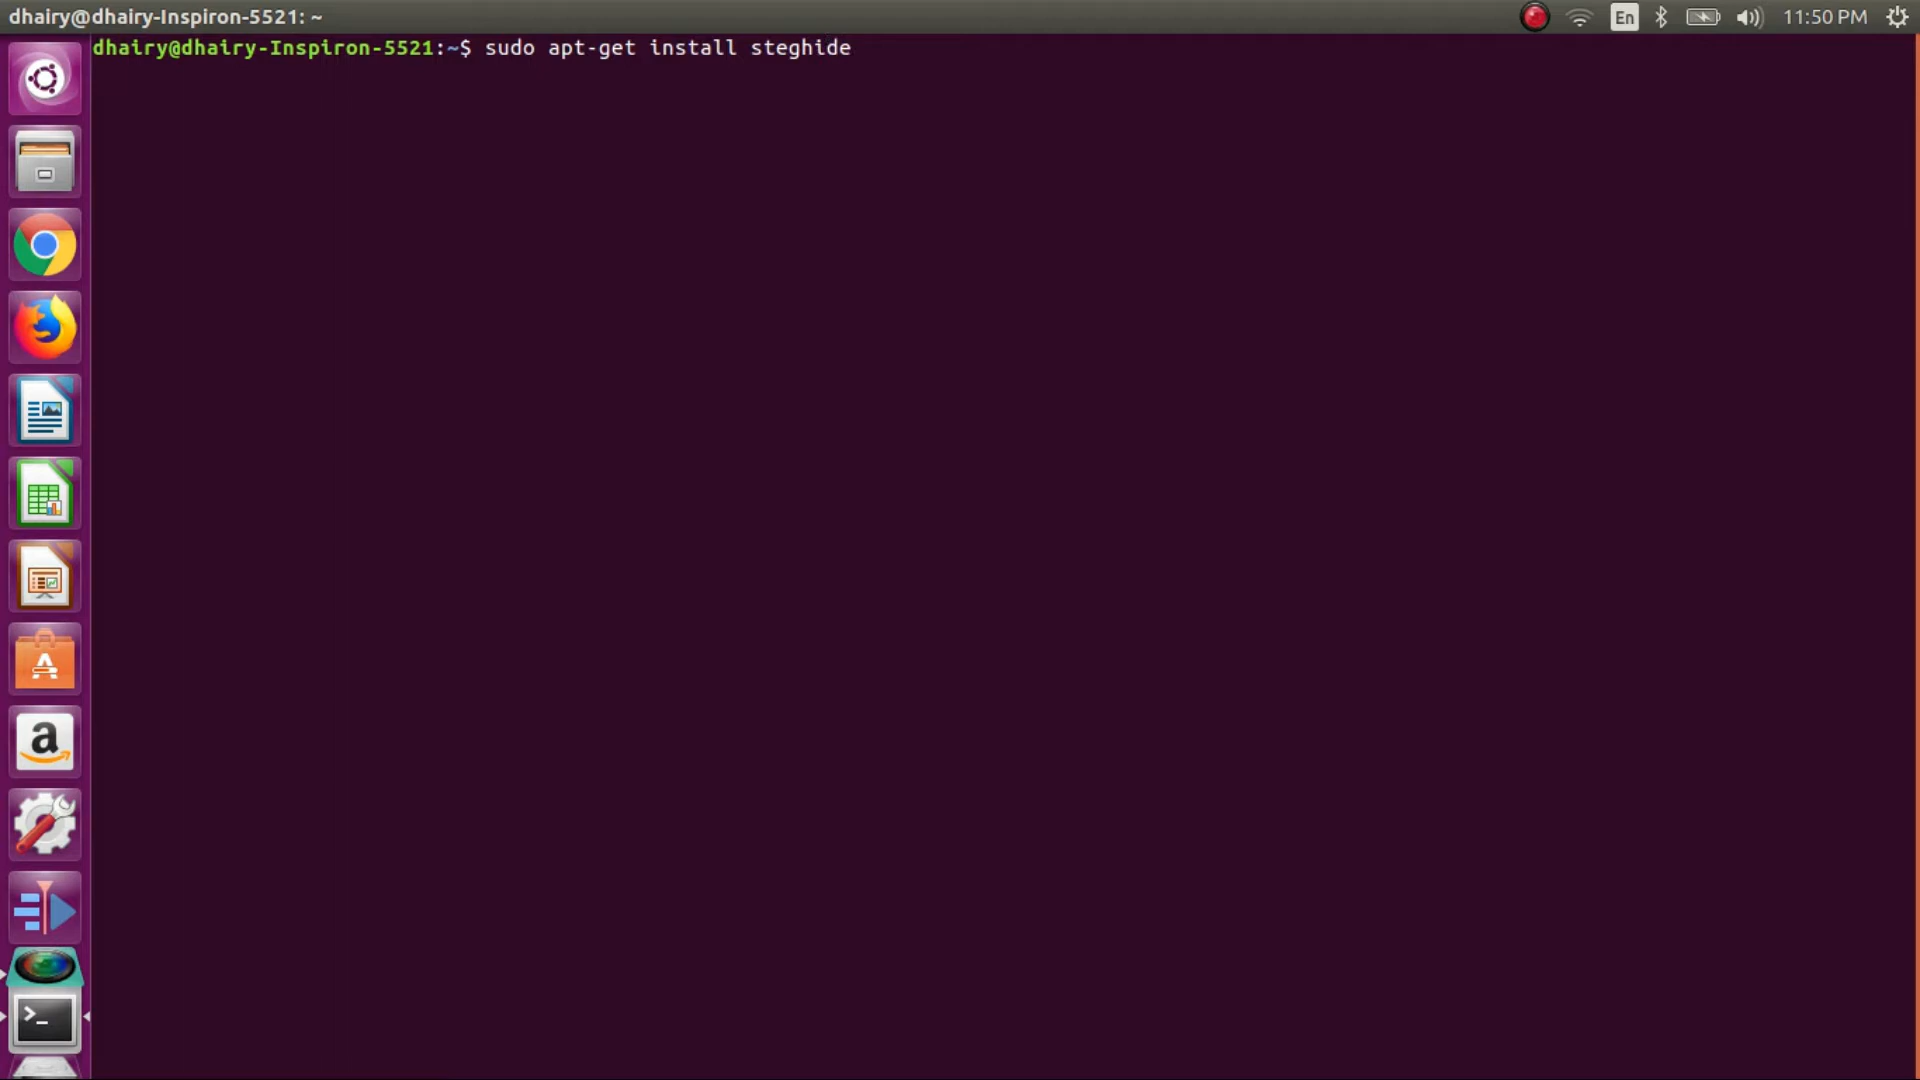 dhairy@dhairy-Inspiron-5521: ~
En
11:50 PM
dhairy@dhairy-Inspiron-5521:~$ sudo apt-get install steghide